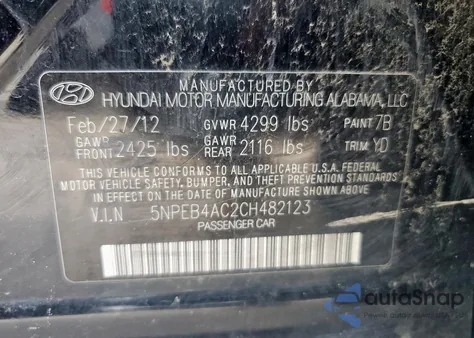 MANUFACTURED BY
HYUNDAI MOTOR MANUFACTURING ALABAMA, LLC
Feb/27/12 GVWR 4299 lbs PAINT 7B
GAWR FRONT 2425 lbs GAWR REAR 2116 lbs TRIM YD
THIS VEHICLE CONFORMS TO ALL APPLICABLE U.S.A. FEDERAL
MOTOR VEHICLE SAFETY, BUMPER, AND THEFT PREVENTION
STANDARDS IN EFFECT ON THE DATE OF MANUFACTURE SHOWN ABOVE.
V.I.N 5NPEB4AC2CH482123
PASSENGER CAR
autoSnap